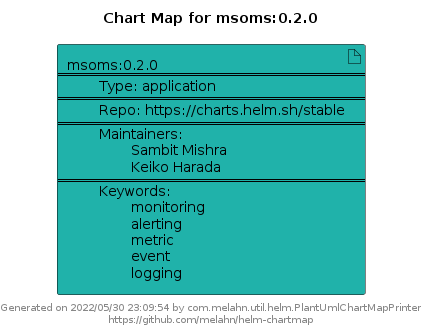 Chart Map for msoms:0.2.0
msoms:0.2.0
Type: application
Repo: https://charts.helm.sh/stable
Maintainers:
Sambit Mishra
Keiko Harada
Keywords:
monitoring
alerting
metric
event
logging
Generated on 2022/05/30 23:09:54 by com.melahn.util.helm.PlantUmlChartMapPrinter
https://github.com/melahn/helm-chartmap